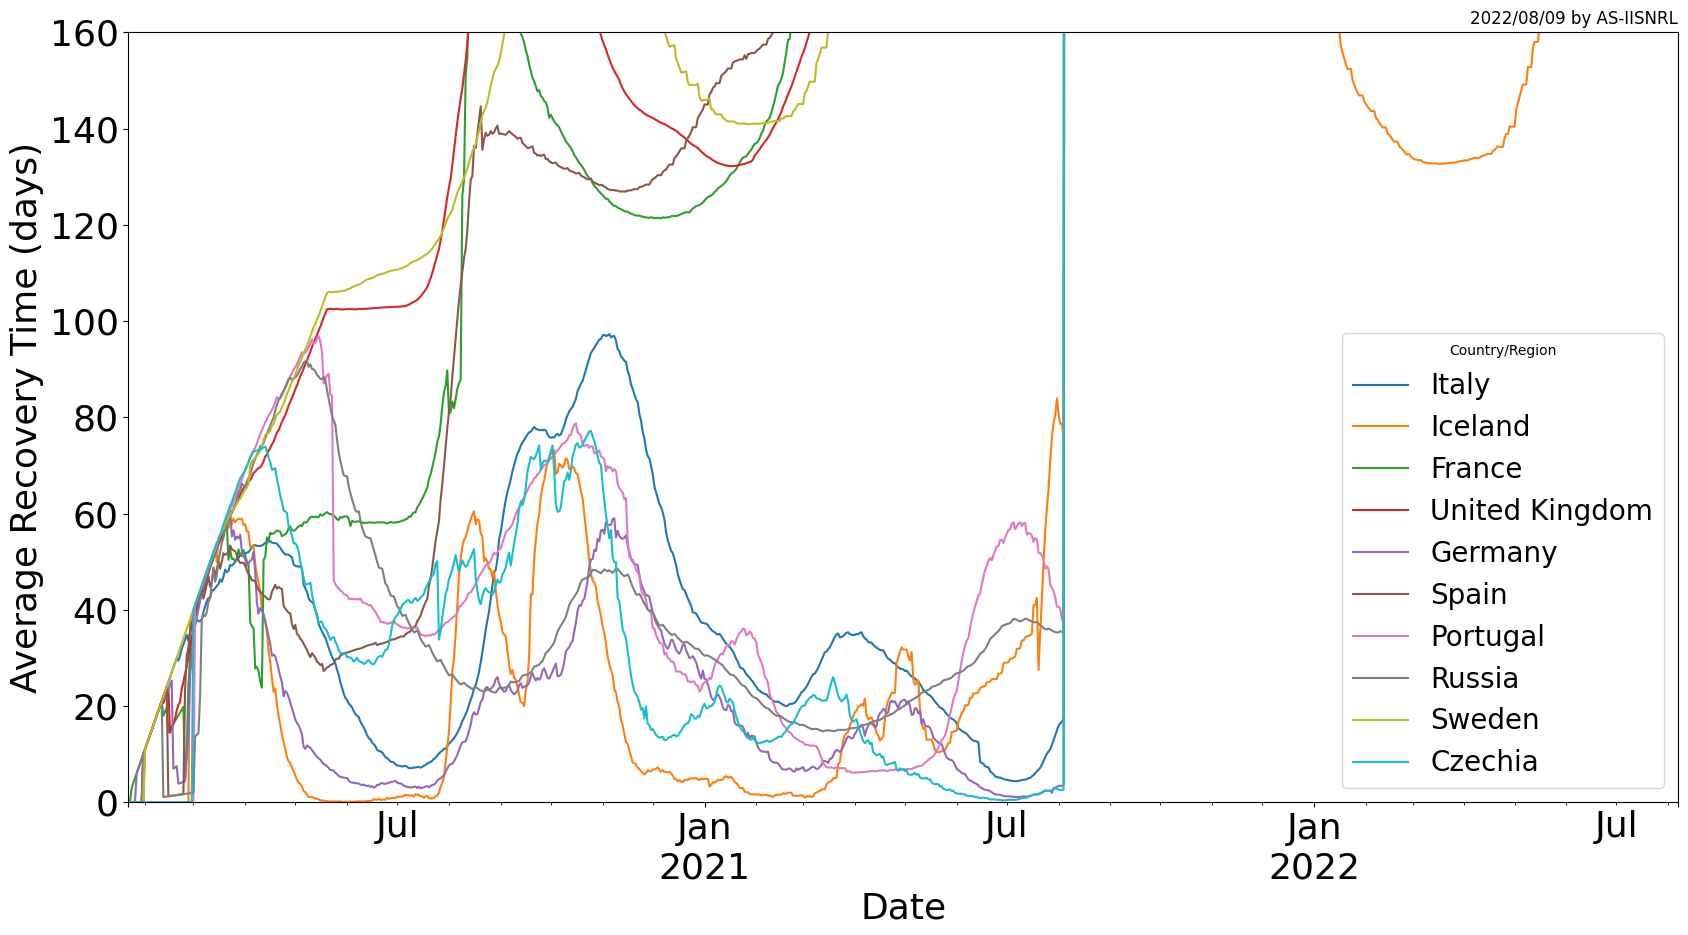 2022/08/09 by AS-IISNRL
160
140
120
100
80
60
40
20
0
Average Recovery Time (days)
Country/Region
Italy
Iceland
France
United Kingdom
Germany
Spain
Portugal
Russia
Sweden
Czechia
Jul
Jan
2021
Jul
Jan
2022
Jul
Date